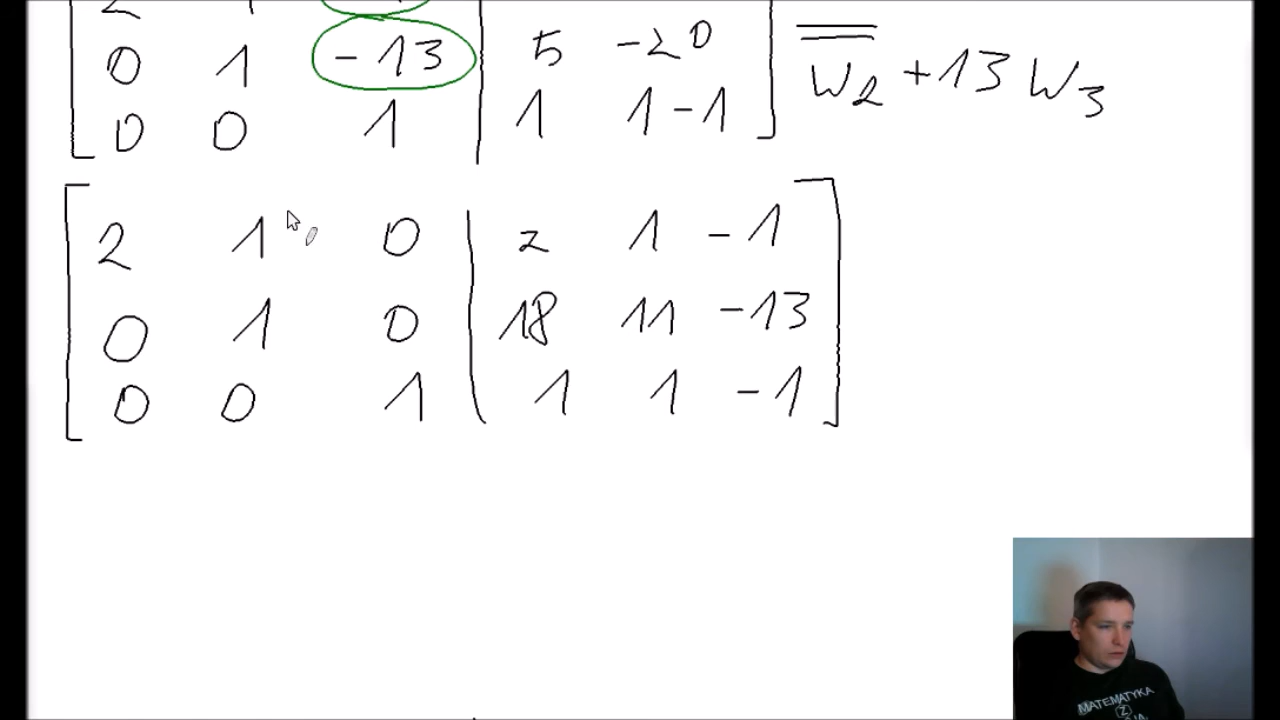 0 1 -13 | 5 -2 0 W2 + 13 W3
0 0 1 | 1 1 -1
2 1 0 | 2 1 -1
0 1 0 | 18 11 -13
0 0 1 | 1 1 -1
MATEMATYKA
Z